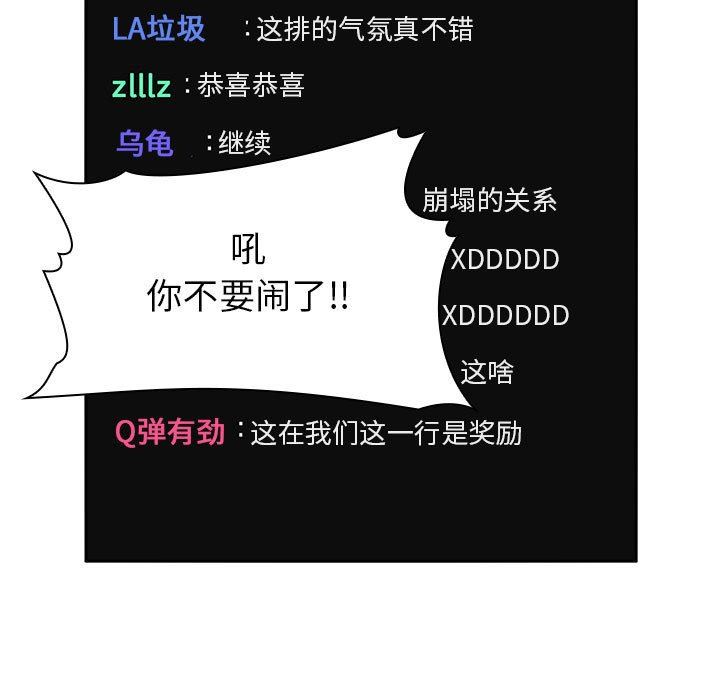 LA垃圾 ：这排的气氛真不错
zlllz：恭喜恭喜
乌龟 ：继续
崩塌的关系
吼
你不要闹了!!
XDDDDD
XDDDDDD
这啥
Q弹有劲：这在我们这一行是奖励